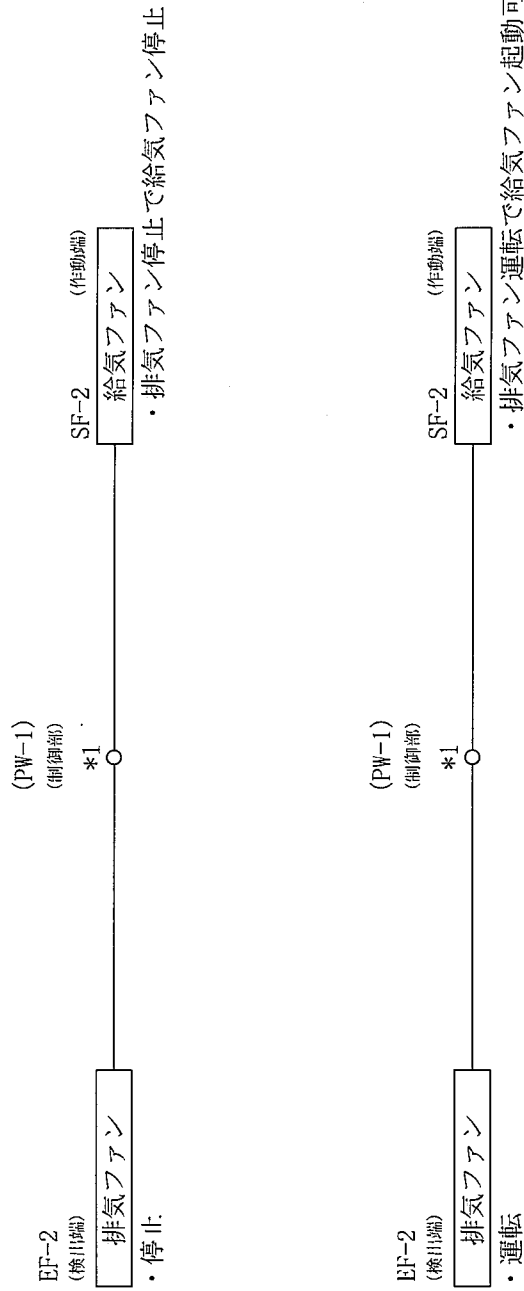 EF-2
(検出端)
排気ファン
・停止
(PW-1)
(制御部)
*1
SF-2
(作動端)
給気ファン
・排気ファン停止で給気ファン停止
EF-2
(検出端)
排気ファン
・運転
(PW-1)
(制御部)
*1
SF-2
(作動端)
給気ファン
・排気ファン運転で給気ファン起動可